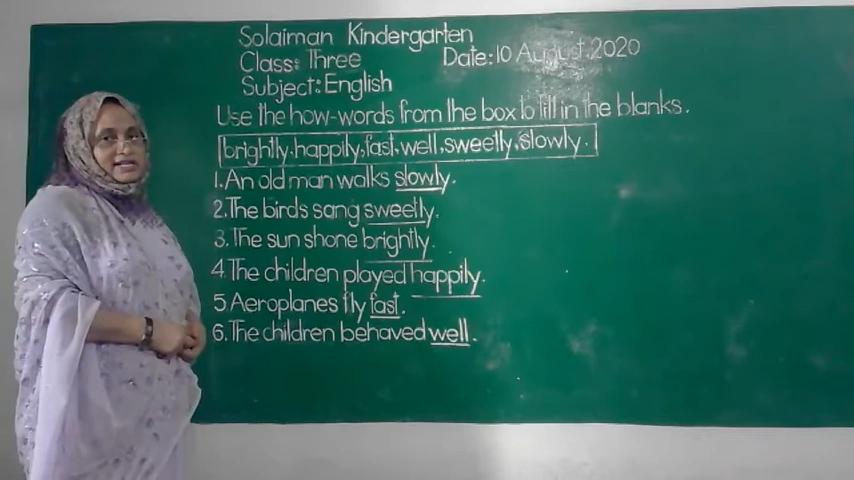 Solaiman Kindergarten
Class: Three Date: 10 August. 2020
Subject: English
Use the how-words from the box to fill in the blanks.
brightly. happily, fast. well. sweetly, slowly.
1. An old man walks slowly.
2. The birds sang sweetly.
3. The sun shone brightly.
4. The children played happily.
5 Aeroplanes fly fast.
6. The children behaved well.